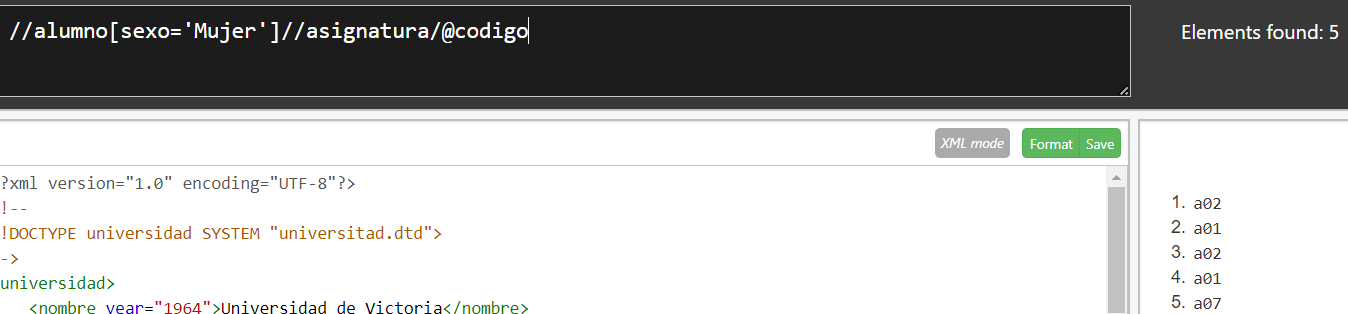 //alumno[sexo='Mujer']//asignatura/@codigo
Elements found: 5
XML mode
Format
Save
?xml version="1.0" encoding="UTF-8"?>
!--
!DOCTYPE universidad SYSTEM "universitad.dtd">
->
universidad>
<nombre year="1964">Universidad de Victoria</nombre>
1. a02
2. a01
3. a02
4. a01
5. a07